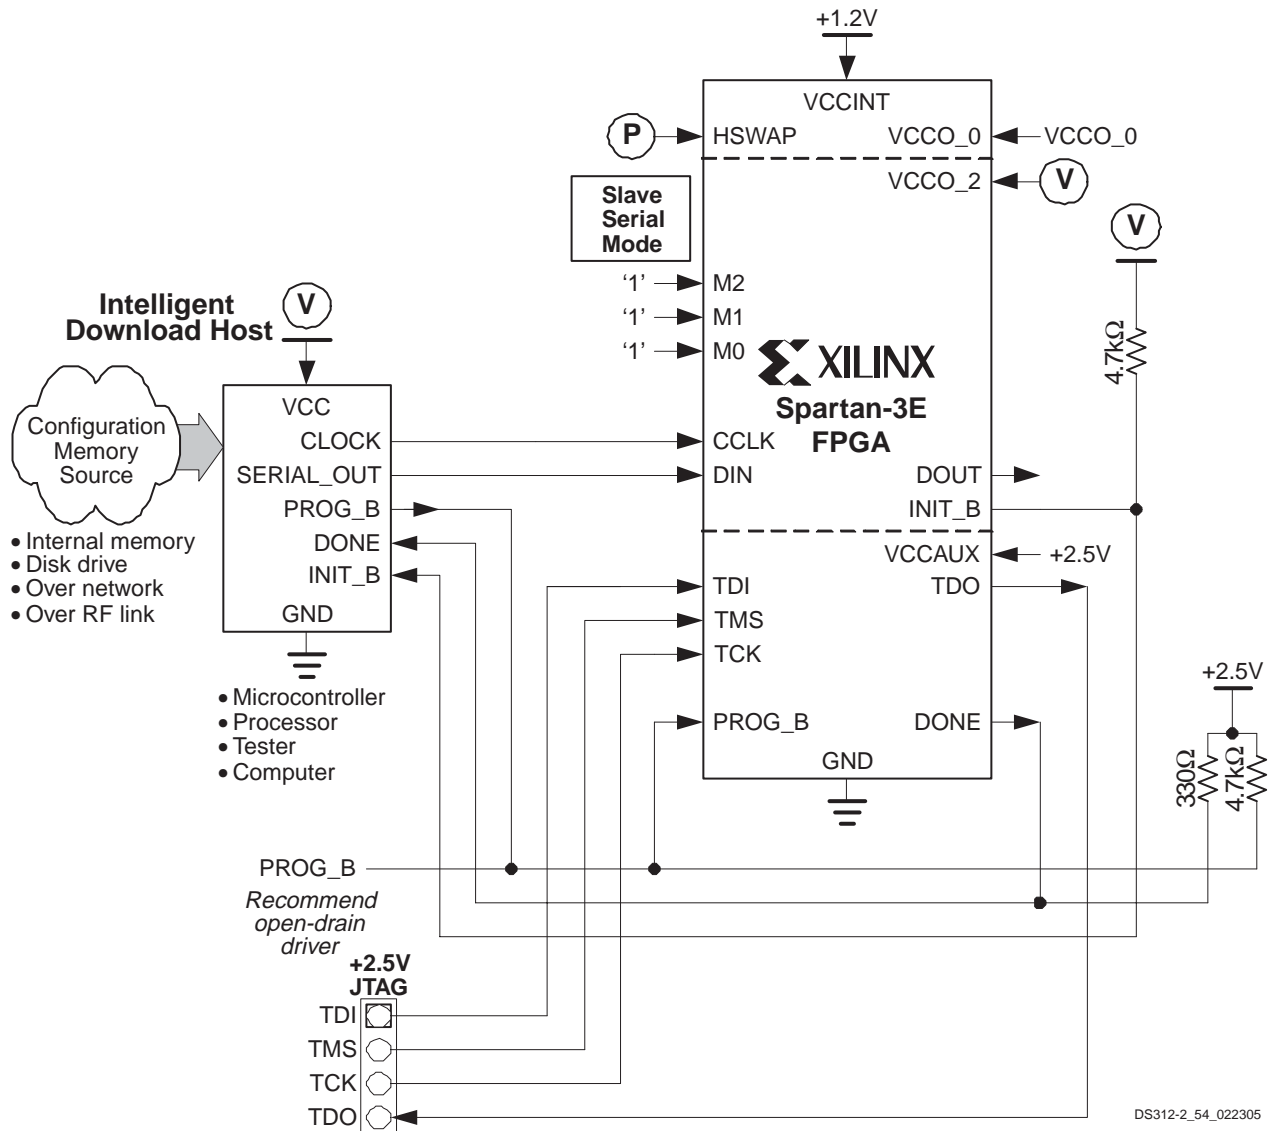 +1.2V
VCCINT
P
HSWAP
VCCO_0
VCCO_0
VCCO_2
V
Slave
Serial
Mode
V
‘1’
M2
‘1’
M1
‘1’
M0
XILINX
Spartan-3E
FPGA
4.7kΩ
Intelligent
Download Host
V
Configuration
Memory
Source
VCC
CLOCK
SERIAL_OUT
PROG_B
DONE
INIT_B
GND
CCLK
DIN
DOUT
INIT_B
• Internal memory
• Disk drive
• Over network
• Over RF link
VCCAUX
+2.5V
TDI
TDO
TMS
TCK
• Microcontroller
• Processor
• Tester
• Computer
PROG_B
DONE
GND
+2.5V
330Ω
4.7kΩ
PROG_B
Recommend
open-drain
driver
+2.5V
JTAG
TDI
TMS
TCK
TDO
DS312-2_54_022305